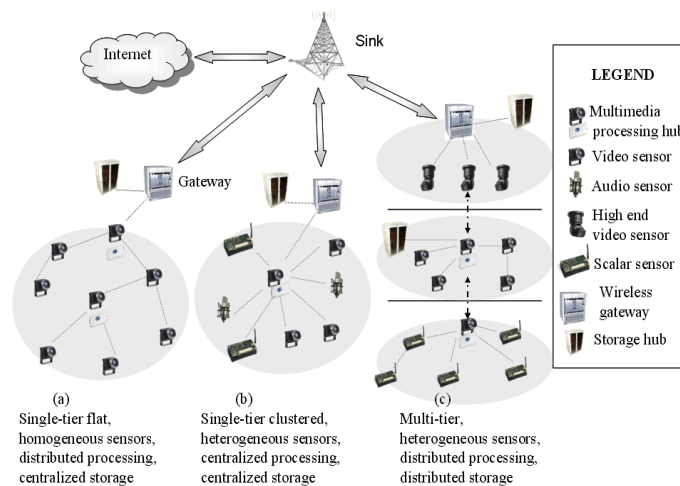 Internet
Sink
Gateway
LEGEND
Multimedia
processing hub
Video sensor
Audio sensor
High end
video sensor
Scalar sensor
Wireless
gateway
Storage hub
(a)
Single-tier flat,
homogeneous sensors,
distributed processing,
centralized storage
(b)
Single-tier clustered,
heterogeneous sensors,
centralized processing,
centralized storage
(c)
Multi-tier,
heterogeneous sensors,
distributed processing,
distributed storage